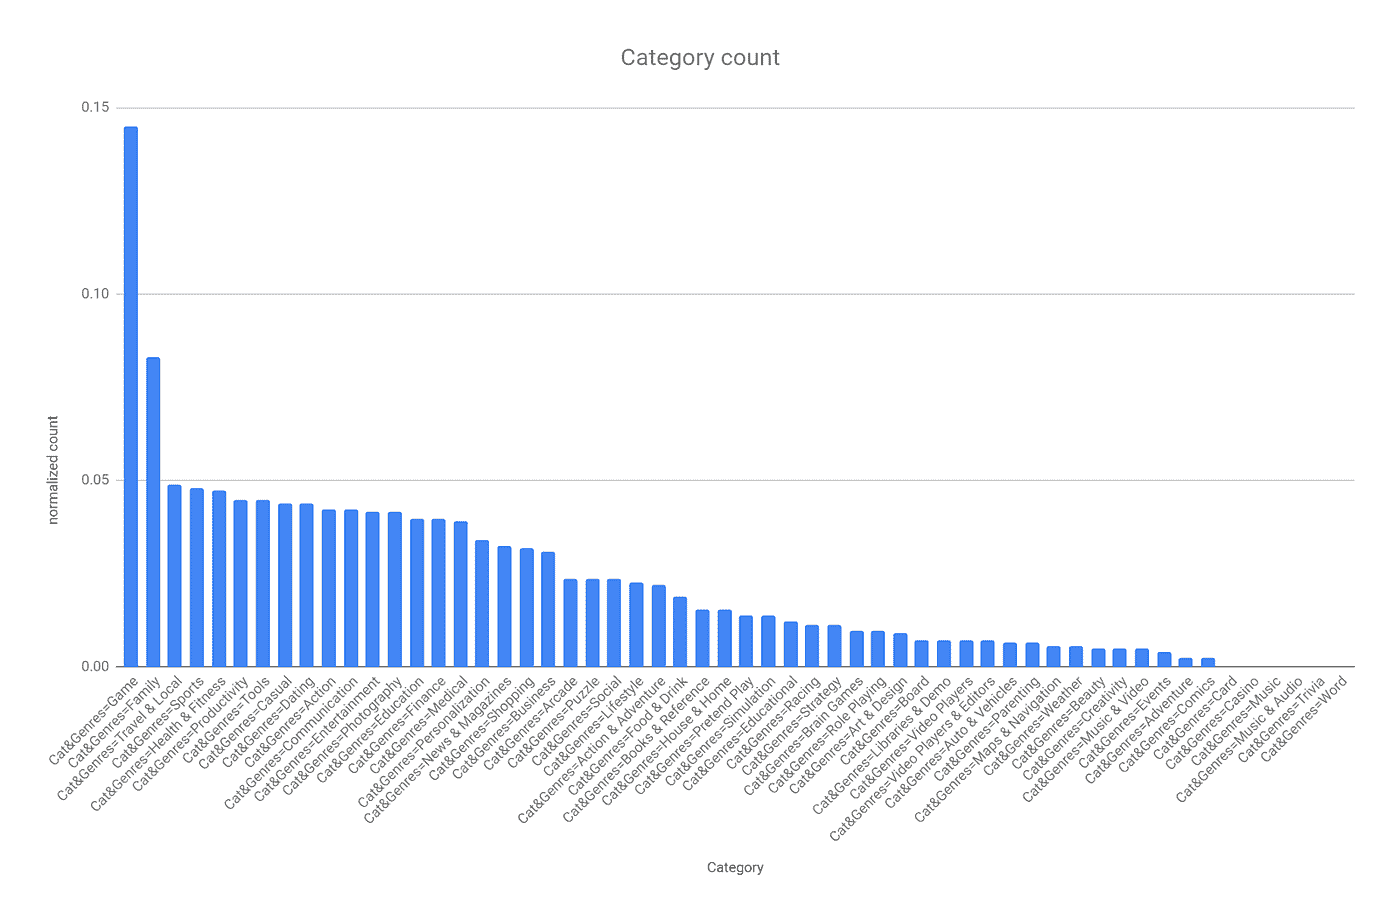 Category count
0.15
0.10
0.05
0.00
normalized count
Cat&Genres=Game
Cat&Genres=Family
Cat&Genres=Travel & Local
Cat&Genres=Sports
Cat&Genres=Health & Fitness
Cat&Genres=Productivity
Cat&Genres=Tools
Cat&Genres=Casual
Cat&Genres=Dating
Cat&Genres=Action
Cat&Genres=Communication
Cat&Genres=Entertainment
Cat&Genres=Photography
Cat&Genres=Education
Cat&Genres=Finance
Cat&Genres=Medical
Cat&Genres=Personalization
Cat&Genres=News & Magazines
Cat&Genres=Shopping
Cat&Genres=Business
Cat&Genres=Arcade
Cat&Genres=Puzzle
Cat&Genres=Social
Cat&Genres=Lifestyle
Cat&Genres=Action & Adventure
Cat&Genres=Food & Drink
Cat&Genres=Books & Reference
Cat&Genres=House & Home
Cat&Genres=Pretend Play
Cat&Genres=Simulation
Cat&Genres=Educational
Cat&Genres=Racing
Cat&Genres=Strategy
Cat&Genres=Brain Games
Cat&Genres=Role Playing
Cat&Genres=Art & Design
Cat&Genres=Board
Cat&Genres=Libraries & Demo
Cat&Genres=Video Players
Cat&Genres=Video Players & Editors
Cat&Genres=Auto & Vehicles
Cat&Genres=Parenting
Cat&Genres=Maps & Navigation
Cat&Genres=Weather
Cat&Genres=Beauty
Cat&Genres=Creativity
Cat&Genres=Music & Video
Cat&Genres=Events
Cat&Genres=Adventure
Cat&Genres=Comics
Cat&Genres=Card
Cat&Genres=Casino
Cat&Genres=Music
Cat&Genres=Music & Audio
Cat&Genres=Trivia
Cat&Genres=Word
Category